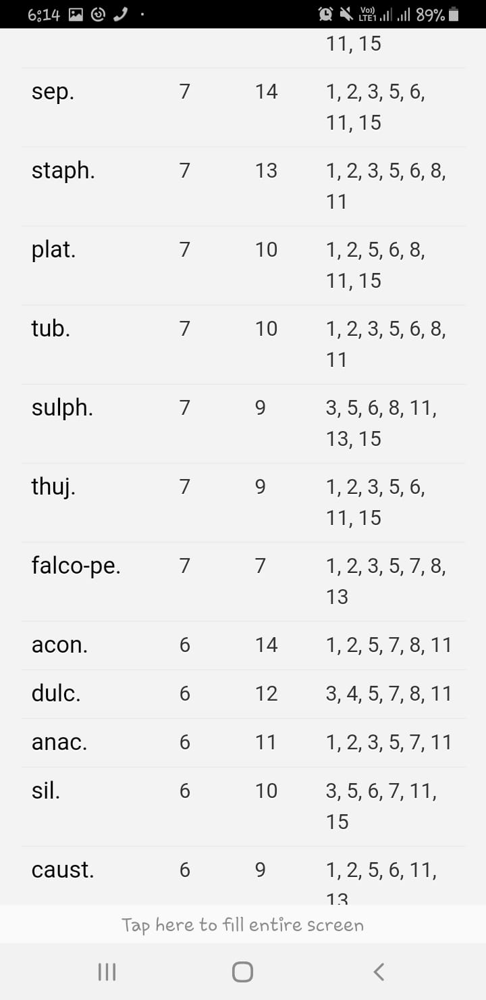 6:14 Vo) LTE1 89%
11, 15
sep. 7 14 1, 2, 3, 5, 6,
11, 15
staph. 7 13 1, 2, 3, 5, 6, 8,
11
plat. 7 10 1, 2, 5, 6, 8,
11, 15
tub. 7 10 1, 2, 3, 5, 6, 8,
11
sulph. 7 9 3, 5, 6, 8, 11,
13, 15
thuj. 7 9 1, 2, 3, 5, 6,
11, 15
falco-pe. 7 7 1, 2, 3, 5, 7, 8,
13
acon. 6 14 1, 2, 5, 7, 8, 11
dulc. 6 12 3, 4, 5, 7, 8, 11
anac. 6 11 1, 2, 3, 5, 7, 11
sil. 6 10 3, 5, 6, 7, 11,
15
caust. 6 9 1, 2, 5, 6, 11,
13
Tap here to fill entire screen